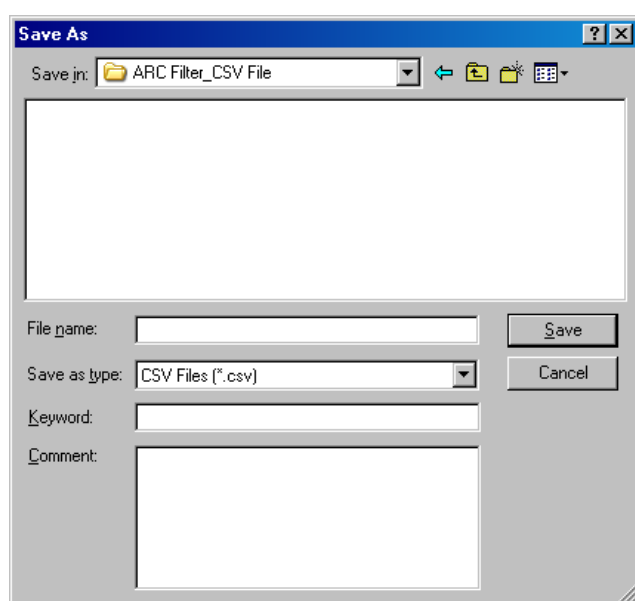 Save As
Save in: ARC Filter_CSV File
File name:
Save
Save as type: CSV Files (*.csv)
Cancel
Keyword:
Comment: